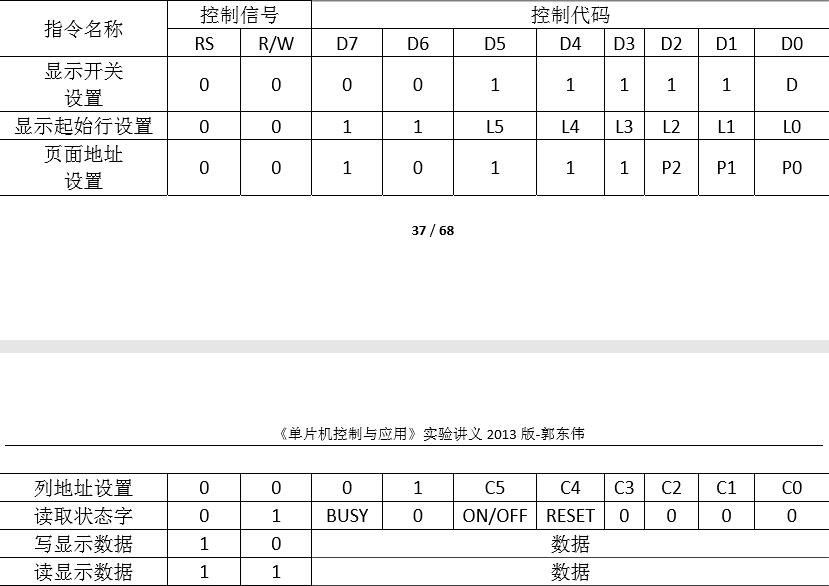 指令名称 控制信号 控制代码
RS R/W D7 D6 D5 D4 D3 D2 D1 D0
显示开关
设置 0 0 0 0 1 1 1 1 1 D
显示起始行设置 0 0 1 1 L5 L4 L3 L2 L1 L0
页面地址
设置 0 0 1 0 1 1 1 P2 P1 P0
37 / 68
《单片机控制与应用》实验讲义 2013 版-郭东伟
列地址设置 0 0 0 1 C5 C4 C3 C2 C1 C0
读取状态字 0 1 BUSY 0 ON/OFF RESET 0 0 0 0
写显示数据 1 0 数据
读显示数据 1 1 数据